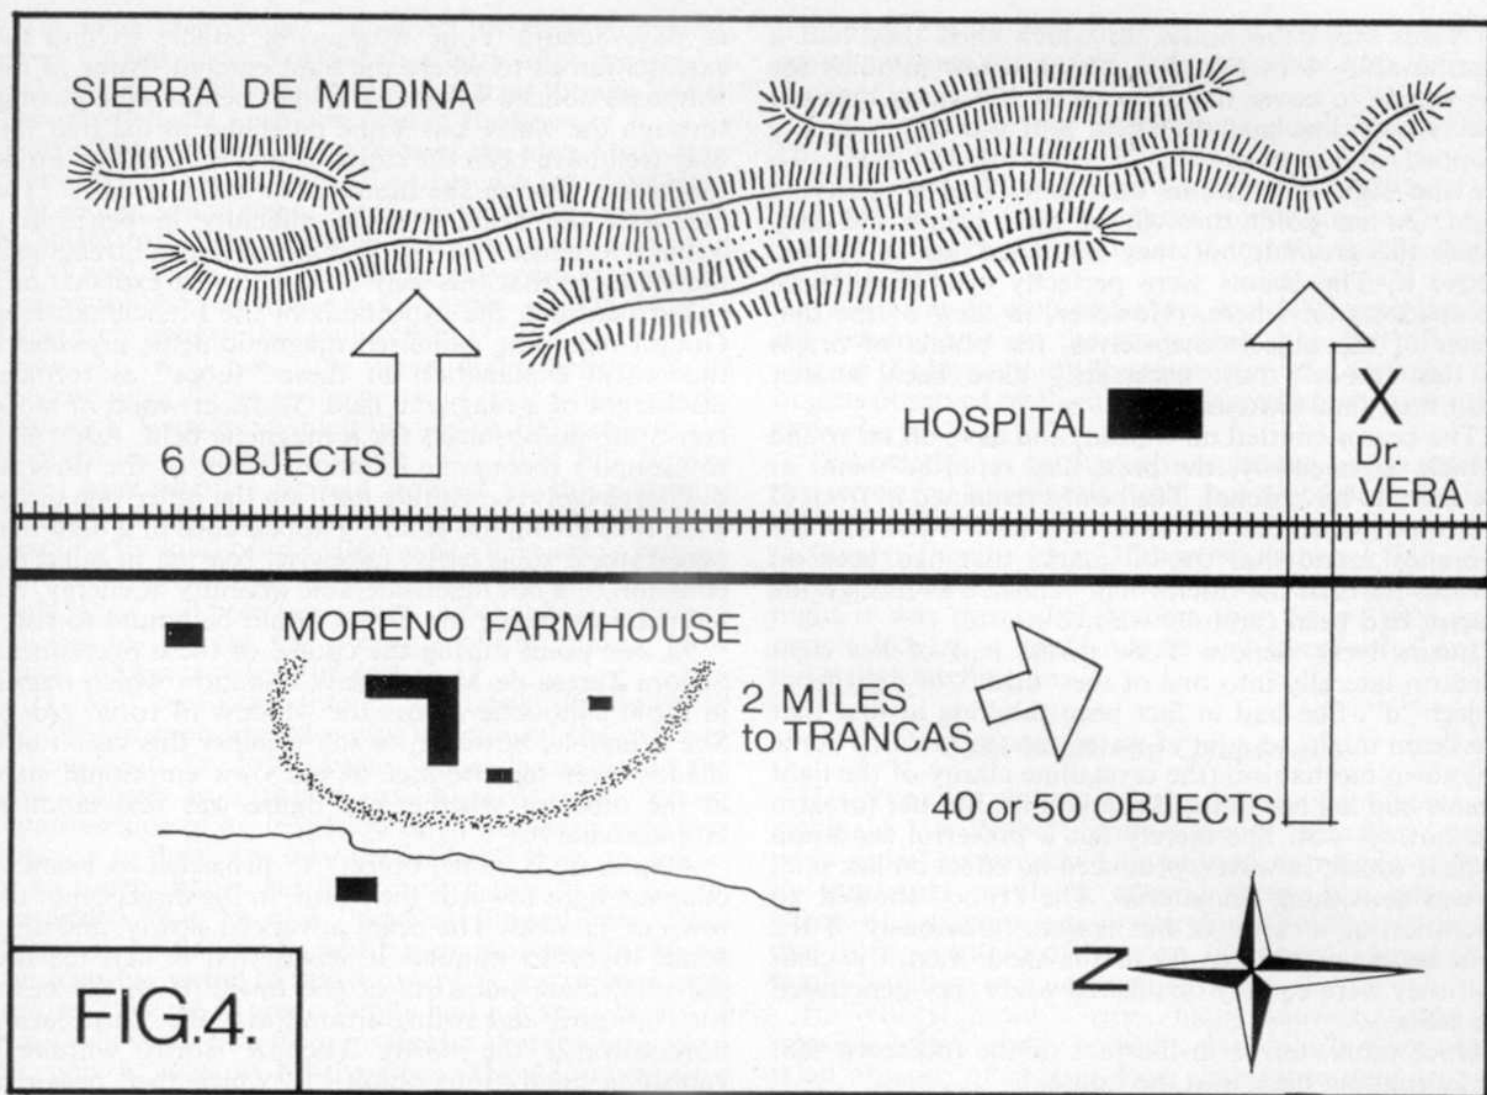 SIERRA DE MEDINA
6 OBJECTS
HOSPITAL
X
Dr.
VERA
MORENO FARMHOUSE
2 MILES
to TRANCAS
40 or 50 OBJECTS
N
FIG.4.